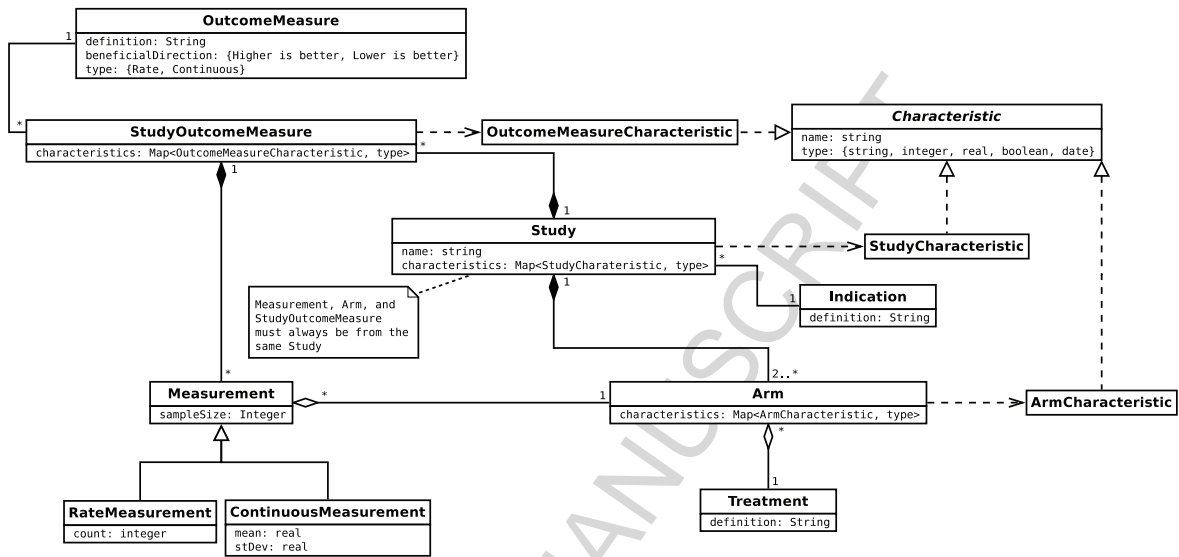 OutcomeMeasure
definition: String
beneficialDirection: {Higher is better, Lower is better}
type: {Rate, Continuous}
1
*
StudyOutcomeMeasure
characteristics: Map<OutcomeMeasureCharacteristic, type>
*
1
OutcomeMeasureCharacteristic
Characteristic
name: string
type: {string, integer, real, boolean, date}
1
Study
name: string
characteristics: Map<StudyCharateristic, type>
*
1
StudyCharacteristic
1
Indication
definition: String
Measurement, Arm, and
StudyOutcomeMeasure
must always be from the
same Study
*
2..*
Measurement
sampleSize: Integer
*
1
Arm
characteristics: Map<ArmCharacteristic, type>
ArmCharacteristic
*
1
RateMeasurement
count: integer
ContinuousMeasurement
mean: real
stDev: real
Treatment
definition: String
MANUSCRIPT